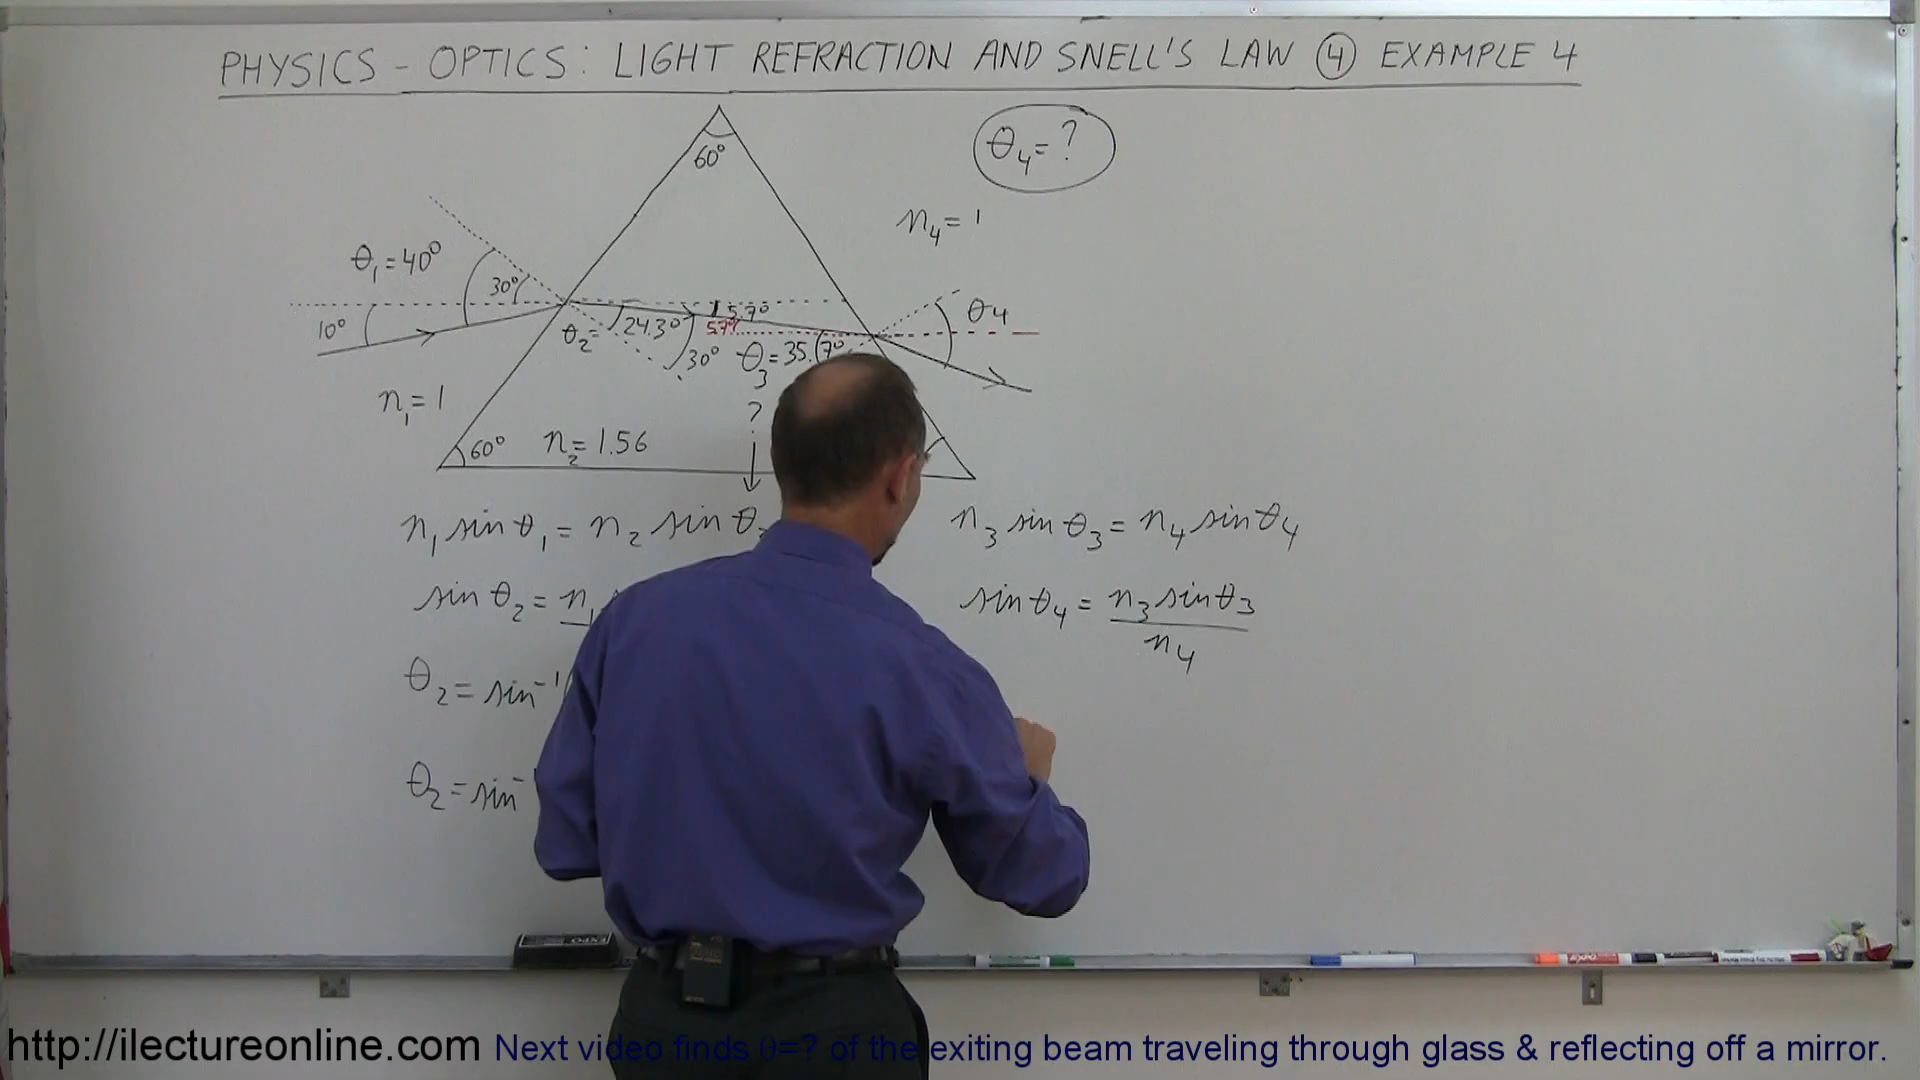 PHYSICS - OPTICS: LIGHT REFRACTION AND SNELL'S LAW ④ EXAMPLE 4
θ₄ = ?
60°
n₄ = 1
θ₁ = 40°
30°
10°
θ₂ = 24.3°
5.7°
5.7°
30°
θ₃ = 35.7°
?
θ₄
n₁ = 1
60°
n₂ = 1.56
n₁ sin θ₁ = n₂ sin θ
n₃ sin θ₃ = n₄ sin θ₄
sin θ₂ = n₁
sin θ₄ = n₃ sin θ₃ / n₄
θ₂ = sin⁻¹
θ₂ = sin⁻
EXPO
http://ilectureonline.com Next video finds θ=? of the exiting beam traveling through glass & reflecting off a mirror.